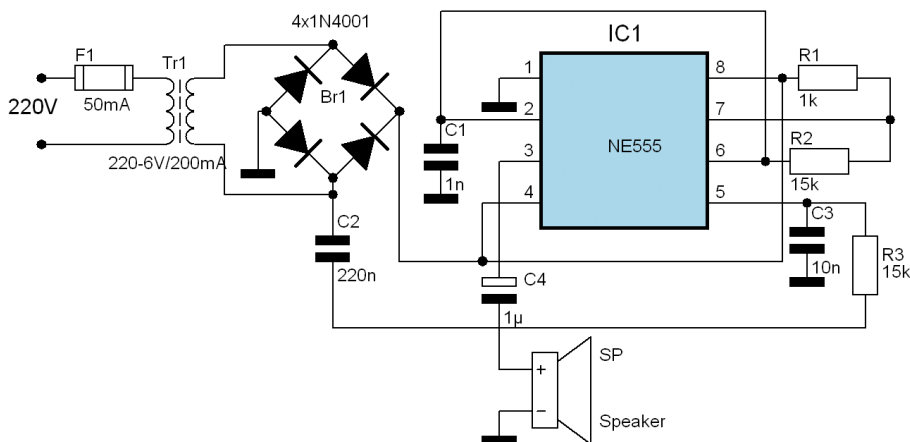 4x1N4001
IC1
F1
Tr1
1
8
R1
220V
50mA
Br1
1k
2
7
C1
R2
NE555
3
6
220-6V/200mA
1n
15k
4
5
C2
C3
R3
220n
C4
10n
15k
1µ
SP
+
−
Speaker